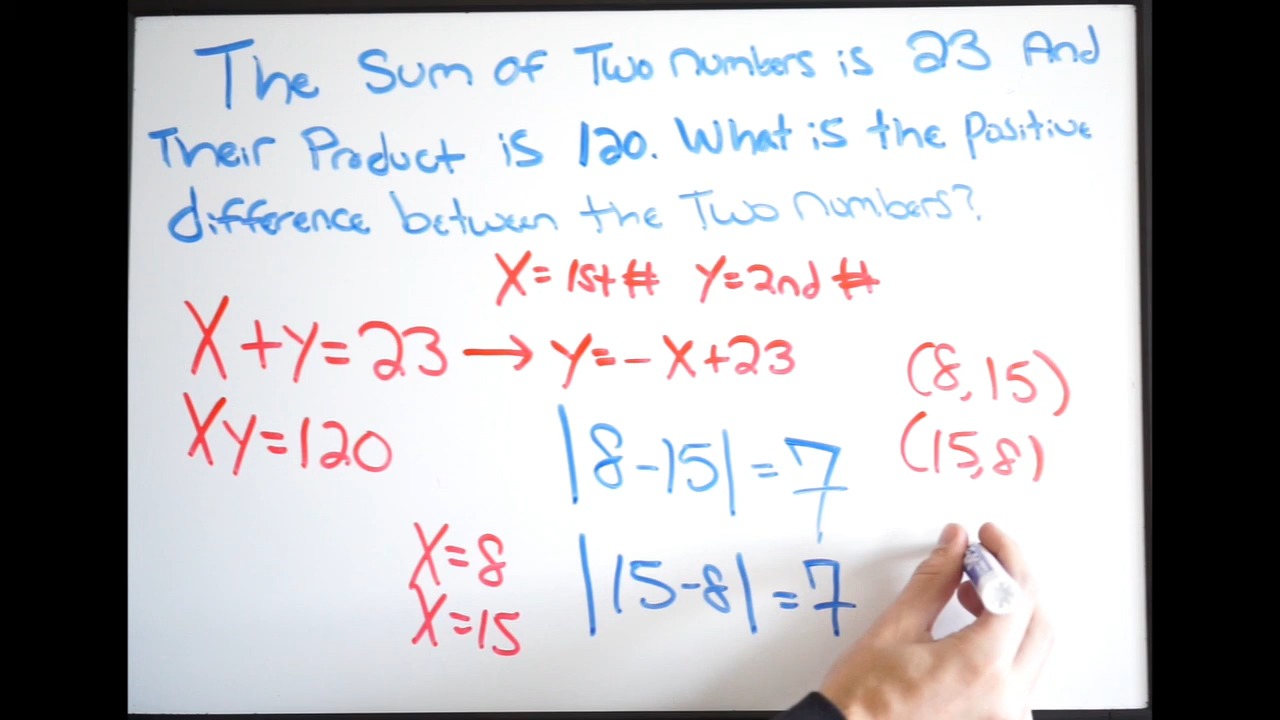 The Sum of Two numbers is 23 And
Their Product is 120. What is the positive
difference between the Two numbers?
X = 1st # Y = 2nd #
X + y = 23 → Y = - X + 23
(8, 15)
Xy = 120
|8 - 15| = 7
(15, 8)
X = 8
|15 - 8| = 7
X = 15